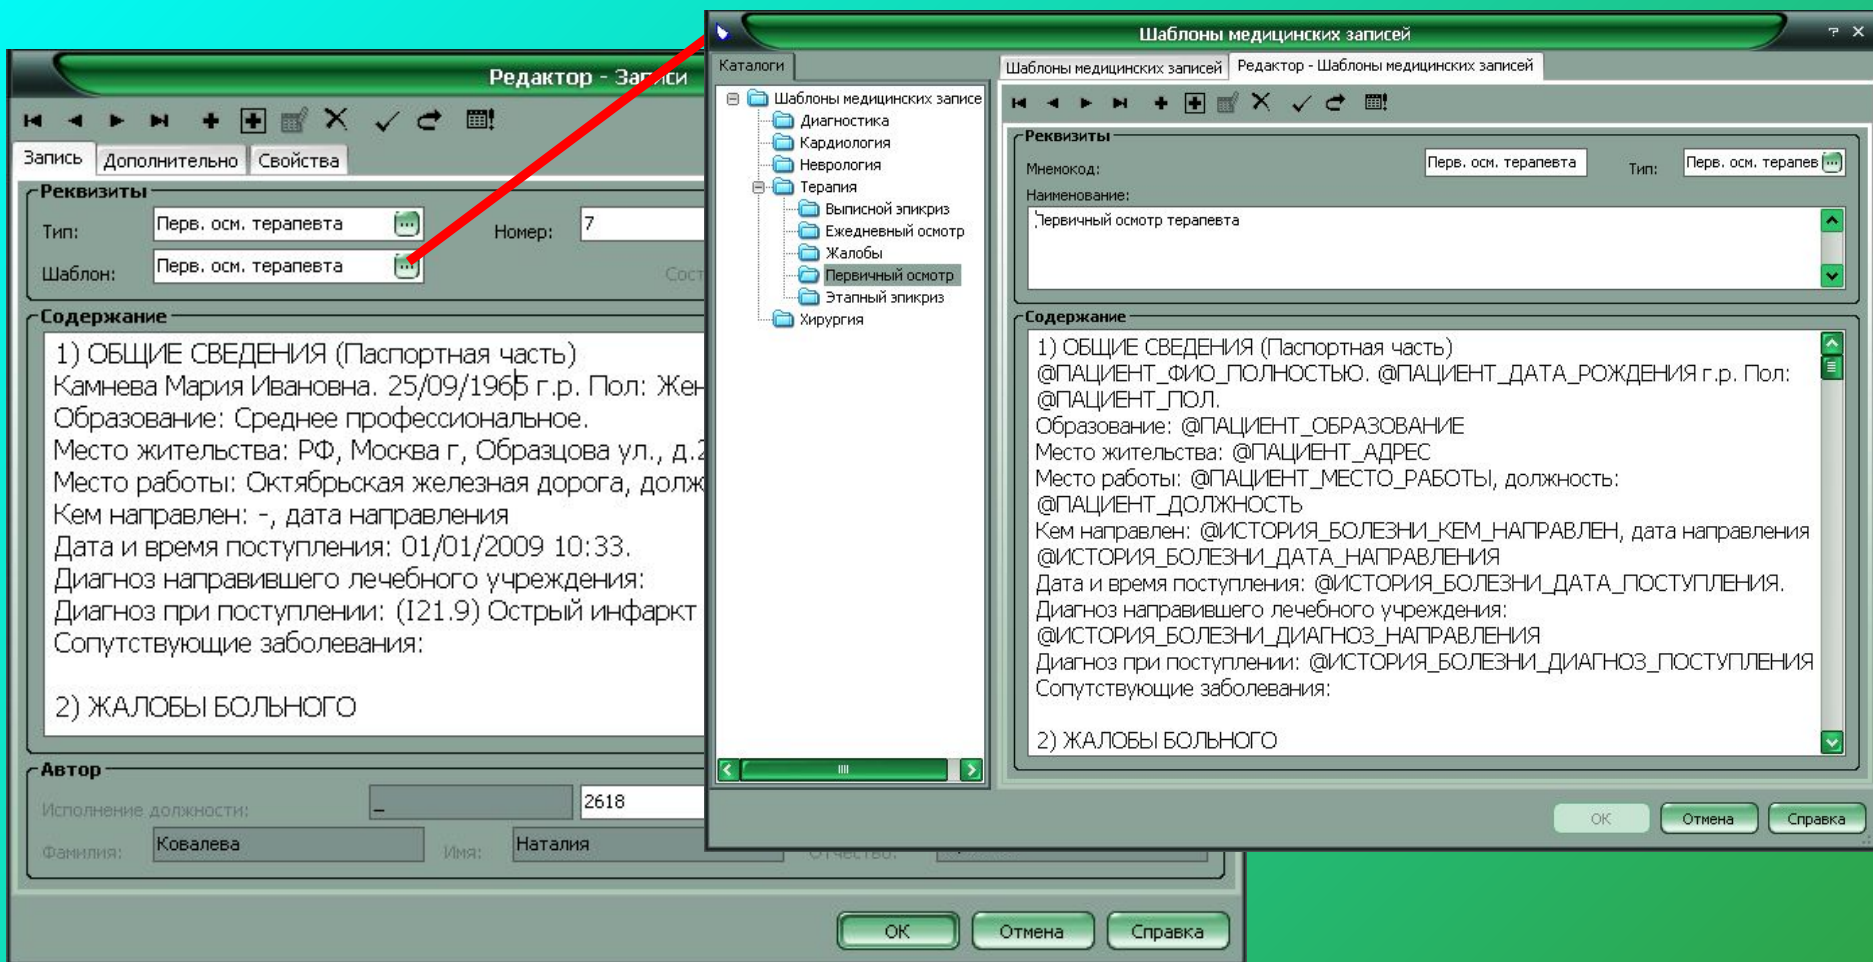 Редактор - Записи
Запись Дополнительно Свойства
Реквизиты
Тип: Перв. осм. терапевта Номер: 7
Шаблон: Перв. осм. терапевта Сост
Содержание
1) ОБЩИЕ СВЕДЕНИЯ (Паспортная часть)
Камнева Мария Ивановна. 25/09/1965 г.р. Пол: Жен
Образование: Среднее профессиональное.
Место жительства: РФ, Москва г, Образцова ул., д.2
Место работы: Октябрьская железная дорога, долж
Кем направлен: -, дата направления
Дата и время поступления: 01/01/2009 10:33.
Диагноз направившего лечебного учреждения:
Диагноз при поступлении: (I21.9) Острый инфаркт
Сопутствующие заболевания:
2) ЖАЛОБЫ БОЛЬНОГО
Автор
Исполнение должности: _ 2618
Фамилия: Ковалева Имя: Наталия Отчество:
ОК Отмена Справка
Шаблоны медицинских записей
Каталоги
Шаблоны медицинских записе
Диагностика
Кардиология
Неврология
Терапия
Выписной эпикриз
Ежедневный осмотр
Жалобы
Первичный осмотр
Этапный эпикриз
Хирургия
Шаблоны медицинских записей Редактор - Шаблоны медицинских записей
Реквизиты
Мнемокод: Перв. осм. терапевта Тип: Перв. осм. терапев
Наименование:
Первичный осмотр терапевта
Содержание
1) ОБЩИЕ СВЕДЕНИЯ (Паспортная часть)
@ПАЦИЕНТ_ФИО_ПОЛНОСТЬЮ. @ПАЦИЕНТ_ДАТА_РОЖДЕНИЯ г.р. Пол:
@ПАЦИЕНТ_ПОЛ.
Образование: @ПАЦИЕНТ_ОБРАЗОВАНИЕ
Место жительства: @ПАЦИЕНТ_АДРЕС
Место работы: @ПАЦИЕНТ_МЕСТО_РАБОТЫ, должность:
@ПАЦИЕНТ_ДОЛЖНОСТЬ
Кем направлен: @ИСТОРИЯ_БОЛЕЗНИ_КЕМ_НАПРАВЛЕН, дата направления
@ИСТОРИЯ_БОЛЕЗНИ_ДАТА_НАПРАВЛЕНИЯ
Дата и время поступления: @ИСТОРИЯ_БОЛЕЗНИ_ДАТА_ПОСТУПЛЕНИЯ.
Диагноз направившего лечебного учреждения:
@ИСТОРИЯ_БОЛЕЗНИ_ДИАГНОЗ_НАПРАВЛЕНИЯ
Диагноз при поступлении: @ИСТОРИЯ_БОЛЕЗНИ_ДИАГНОЗ_ПОСТУПЛЕНИЯ
Сопутствующие заболевания:
2) ЖАЛОБЫ БОЛЬНОГО
ОК Отмена Справка